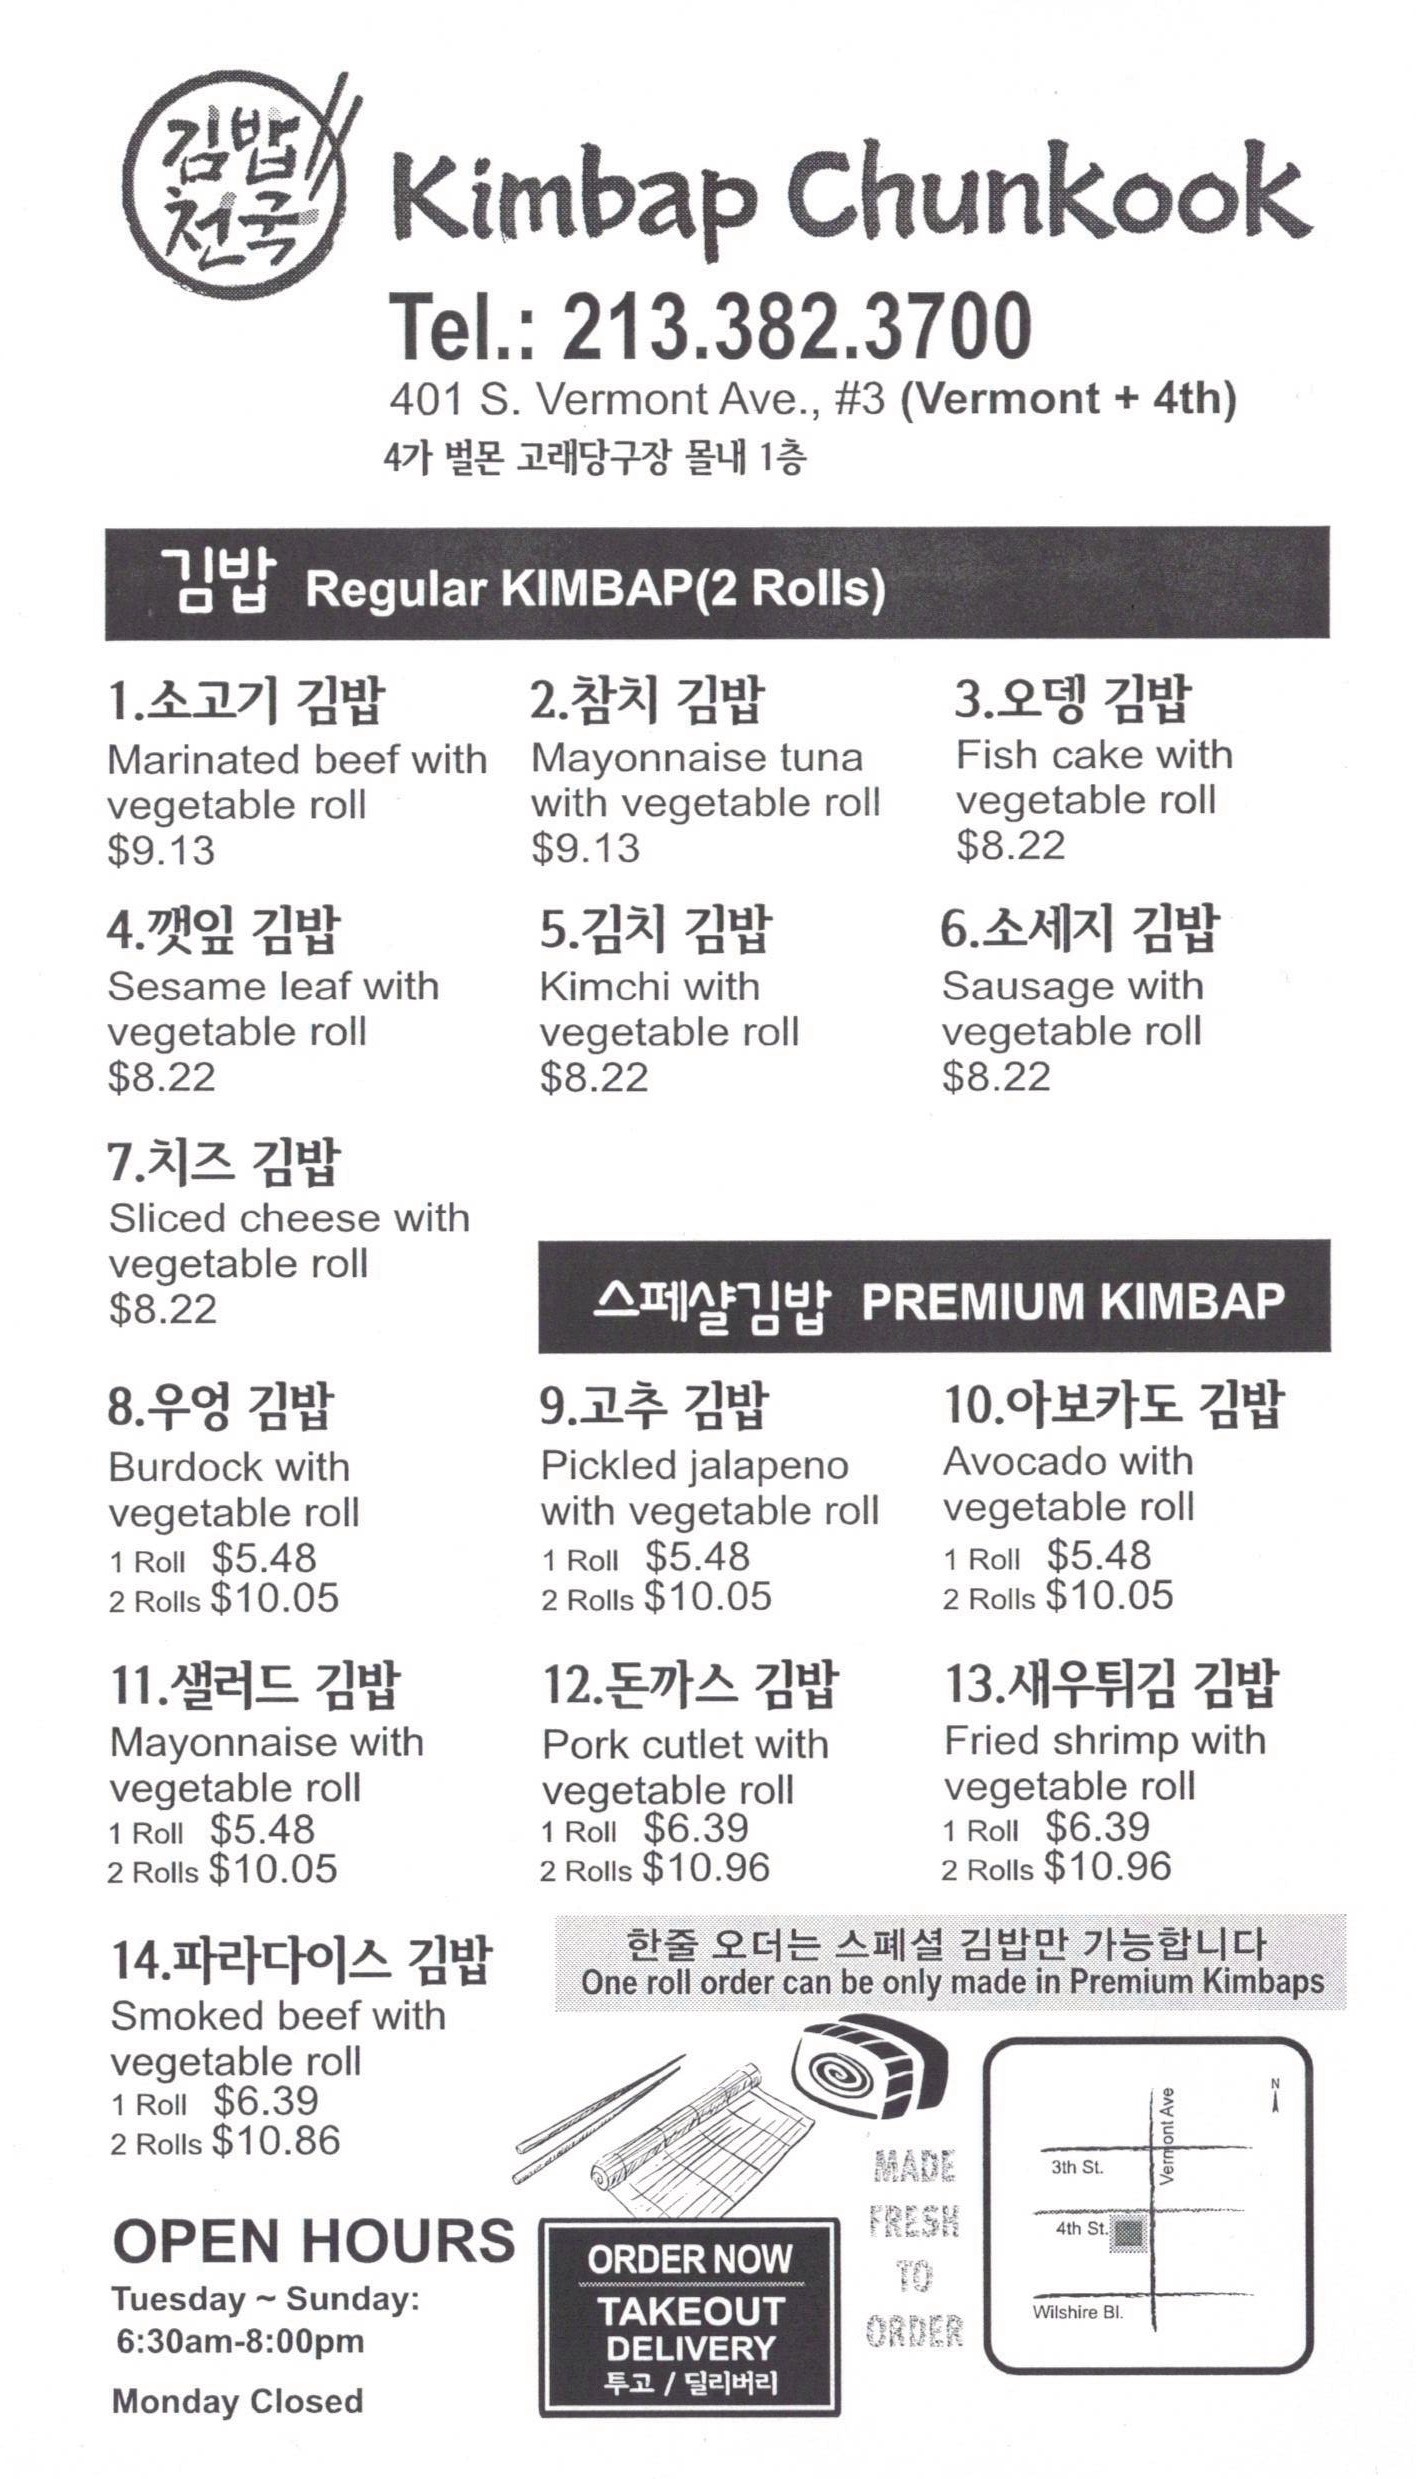 김밥
천국
Kimbap Chunkook
Tel.: 213.382.3700
401 S. Vermont Ave., #3 (Vermont + 4th)
4가 벌몬 고래당구장 몰내 1층
김밥 Regular KIMBAP(2 Rolls)
1.소고기 김밥
Marinated beef with
vegetable roll
$9.13
2.참치 김밥
Mayonnaise tuna
with vegetable roll
$9.13
3.오뎅 김밥
Fish cake with
vegetable roll
$8.22
4.깻잎 김밥
Sesame leaf with
vegetable roll
$8.22
5.김치 김밥
Kimchi with
vegetable roll
$8.22
6.소세지 김밥
Sausage with
vegetable roll
$8.22
7.치즈 김밥
Sliced cheese with
vegetable roll
$8.22
스페샬김밥 PREMIUM KIMBAP
8.우엉 김밥
Burdock with
vegetable roll
1 Roll $5.48
2 Rolls $10.05
9.고추 김밥
Pickled jalapeno
with vegetable roll
1 Roll $5.48
2 Rolls $10.05
10.아보카도 김밥
Avocado with
vegetable roll
1 Roll $5.48
2 Rolls $10.05
11.샐러드 김밥
Mayonnaise with
vegetable roll
1 Roll $5.48
2 Rolls $10.05
12.돈까스 김밥
Pork cutlet with
vegetable roll
1 Roll $6.39
2 Rolls $10.96
13.새우튀김 김밥
Fried shrimp with
vegetable roll
1 Roll $6.39
2 Rolls $10.96
14.파라다이스 김밥
Smoked beef with
vegetable roll
1 Roll $6.39
2 Rolls $10.86
한줄 오더는 스폐셜 김밥만 가능합니다
One roll order can be only made in Premium Kimbaps
OPEN HOURS
Tuesday ~ Sunday:
6:30am-8:00pm
Monday Closed
ORDER NOW
TAKEOUT
DELIVERY
투고 / 딜리버리
MADE
FRESH
TO
ORDER
N
Vermont Ave
3th St.
4th St.
Wilshire Bl.